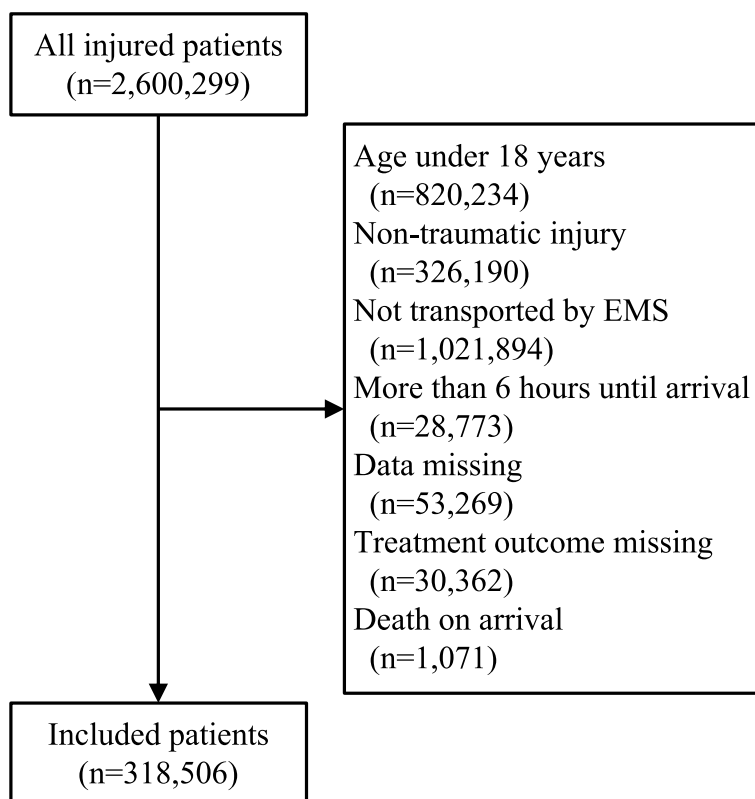 All injured patients
(n=2,600,299)
Age under 18 years
(n=820,234)
Non-traumatic injury
(n=326,190)
Not transported by EMS
(n=1,021,894)
More than 6 hours until arrival
(n=28,773)
Data missing
(n=53,269)
Treatment outcome missing
(n=30,362)
Death on arrival
(n=1,071)
Included patients
(n=318,506)